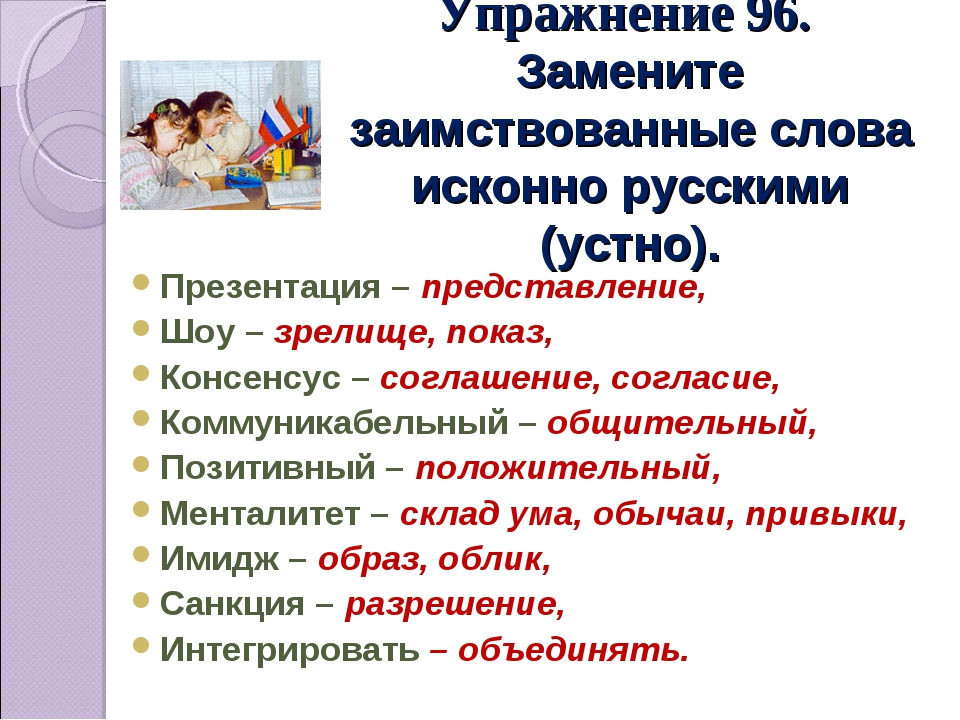 Упражнение 96.
Замените
заимствованные слова
исконно русскими
(устно).
Презентация – представление,
Шоу – зрелище, показ,
Консенсус – соглашение, согласие,
Коммуникабельный – общительный,
Позитивный – положительный,
Менталитет – склад ума, обычаи, привыки,
Имидж – образ, облик,
Санкция – разрешение,
Интегрировать – объединять.